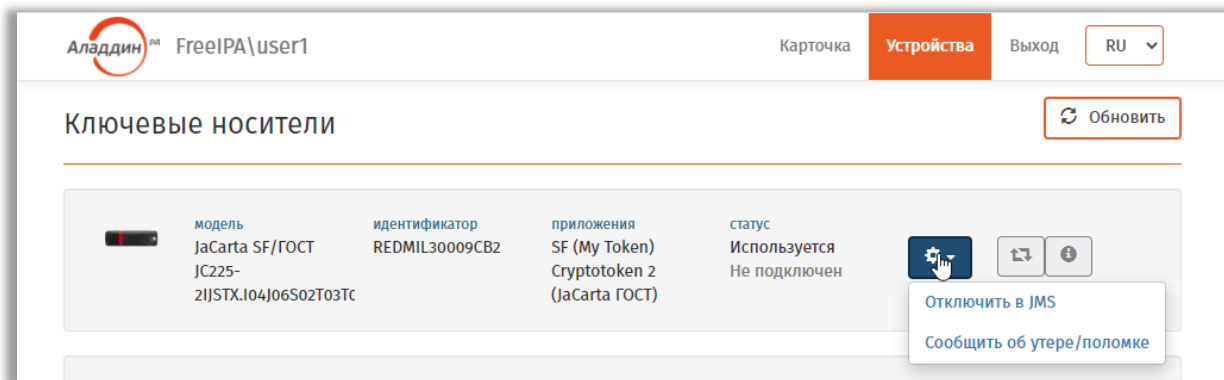 Аладдин РД FreeIPA\user1 Карточка Устройства Выход RU
Ключевые носители Обновить
модель идентификатор приложения статус
JaCarta SF/ГОСТ REDMIL30009CB2 SF (My Token) Используется
JC225- Cryptotoken 2 Не подключен
2IJSTX.I04J06S02T03T0 (JaCarta ГОСТ)
Отключить в JMS
Сообщить об утере/поломке